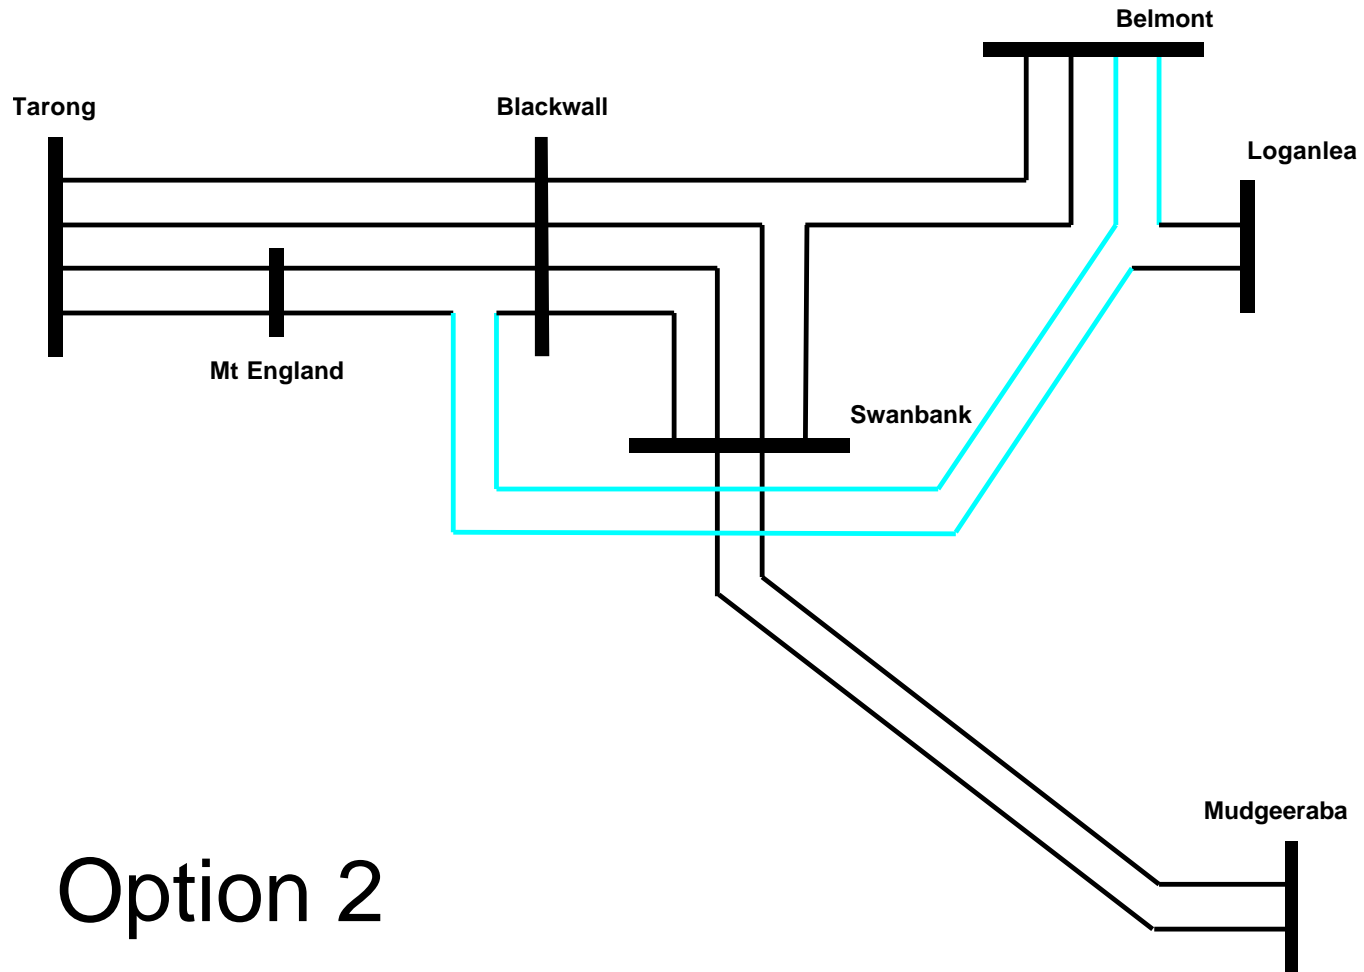 Belmont
Tarong
Blackwall
Loganlea
Mt England
Swanbank
Mudgeeraba
Option 2